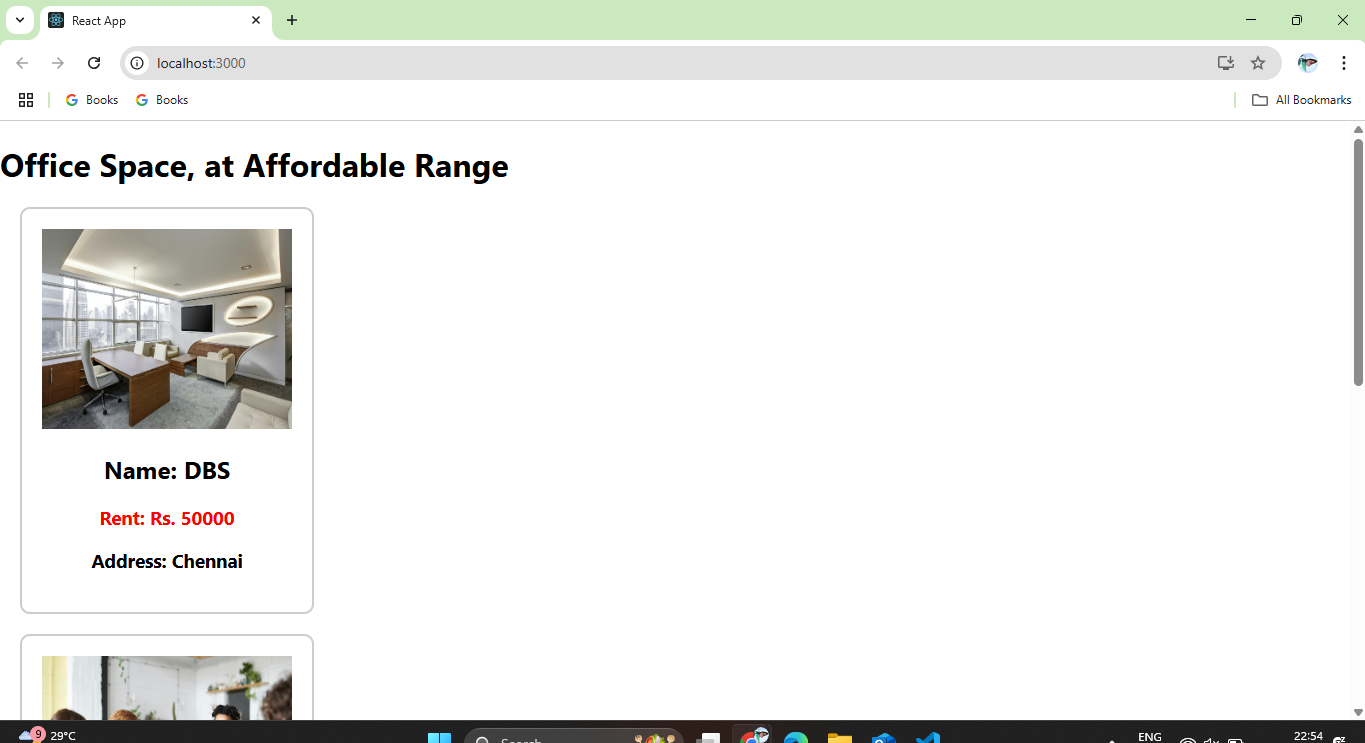 React App
localhost:3000
Books Books All Bookmarks
Office Space, at Affordable Range
Name: DBS
Rent: Rs. 50000
Address: Chennai
9 29°C Search ENG 22:54